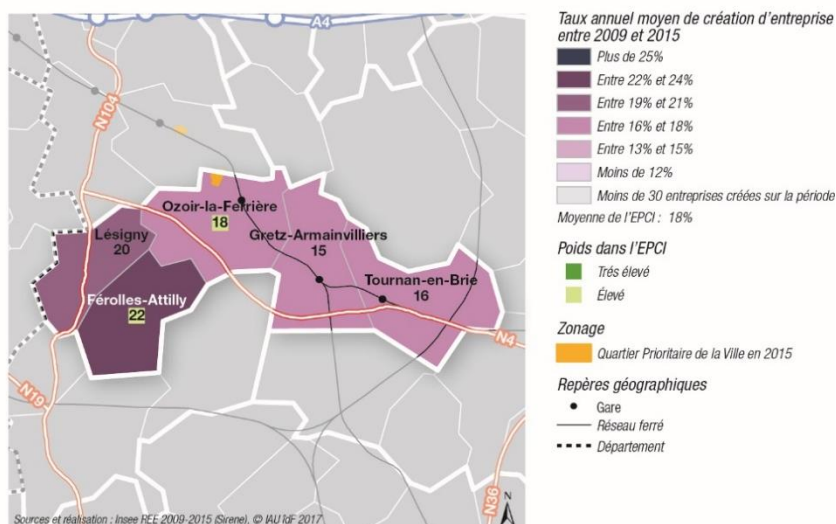 A4
N104
Ozoir-la-Ferrière
18
Lésigny
20
Gretz-Armainvilliers
15
Tournan-en-Brie
16
Férolles-Attilly
22
N4
N19
N36
N
Sources et réalisation : Insee REE 2009-2015 (Sirene), © IAU îdF 2017
Taux annuel moyen de création d'entreprise
entre 2009 et 2015
Plus de 25%
Entre 22% et 24%
Entre 19% et 21%
Entre 16% et 18%
Entre 13% et 15%
Moins de 12%
Moins de 30 entreprises créées sur la période
Moyenne de l'EPCI : 18%
Poids dans l'EPCI
Trés élevé
Élevé
Zonage
Quartier Prioritaire de la Ville en 2015
Repères géographiques
Gare
Réseau ferré
Département